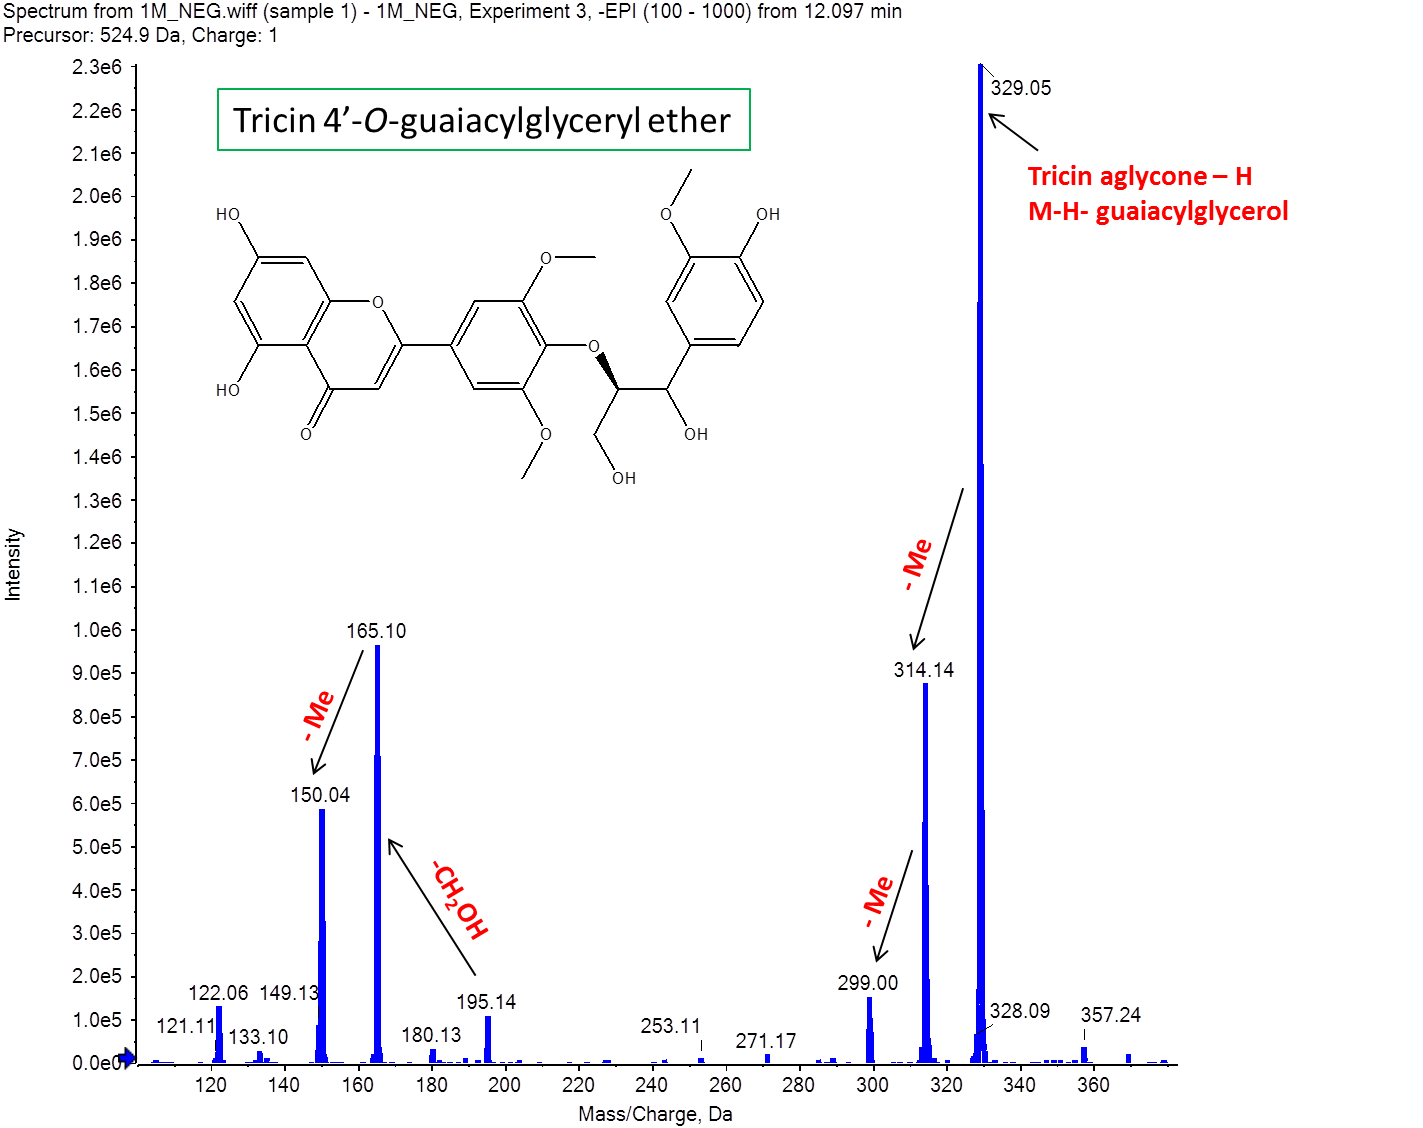 Spectrum from 1M_NEG.wiff (sample 1) - 1M_NEG, Experiment 3, -EPI (100 - 1000) from 12.097 min
Precursor: 524.9 Da, Charge: 1
Tricin 4’-O-guaiacylglyceryl ether
329.05
Tricin aglycone – H
M-H- guaiacylglycerol
HO
HO
O
O
O
O
O
O
OH
OH
OH
- Me
314.14
- Me
299.00
328.09
357.24
165.10
- Me
150.04
-CH₂OH
195.14
122.06
149.13
121.11
133.10
180.13
253.11
271.17
Intensity
2.3e6
2.2e6
2.1e6
2.0e6
1.9e6
1.8e6
1.7e6
1.6e6
1.5e6
1.4e6
1.3e6
1.2e6
1.1e6
1.0e6
9.0e5
8.0e5
7.0e5
6.0e5
5.0e5
4.0e5
3.0e5
2.0e5
1.0e5
0.0e0
120 140 160 180 200 220 240 260 280 300 320 340 360
Mass/Charge, Da